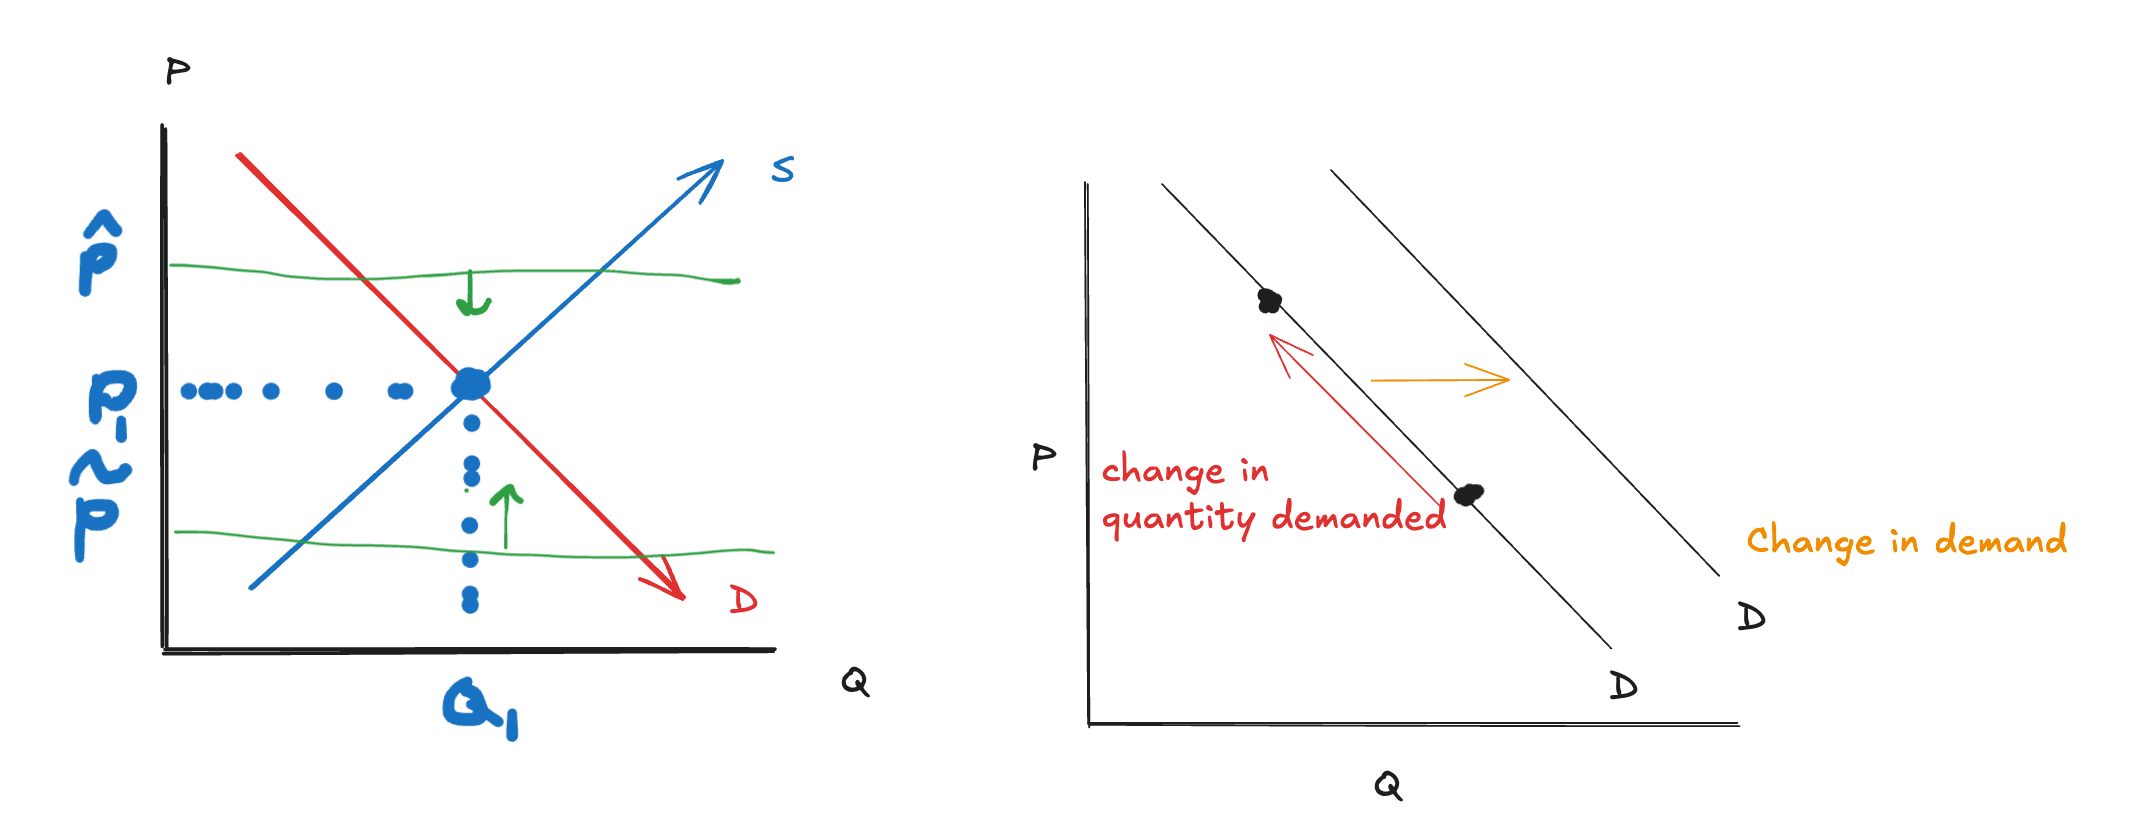 P
S
p̂
P₁
p̃
D
Q
Q₁
P
change in
quantity demanded
Change in demand
D
D
Q